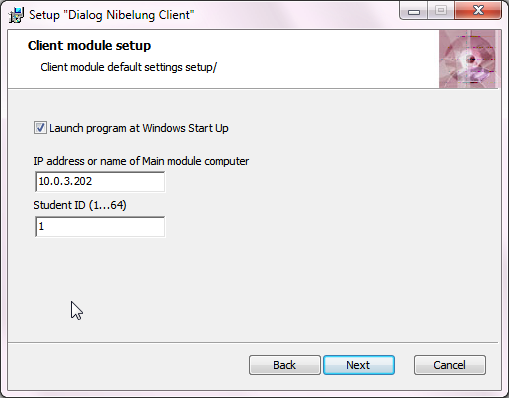 Setup "Dialog Nibelung Client"
Client module setup
Client module default settings setup/
Launch program at Windows Start Up
IP address or name of Main module computer
10.0.3.202
Student ID (1...64)
1
Back Next Cancel